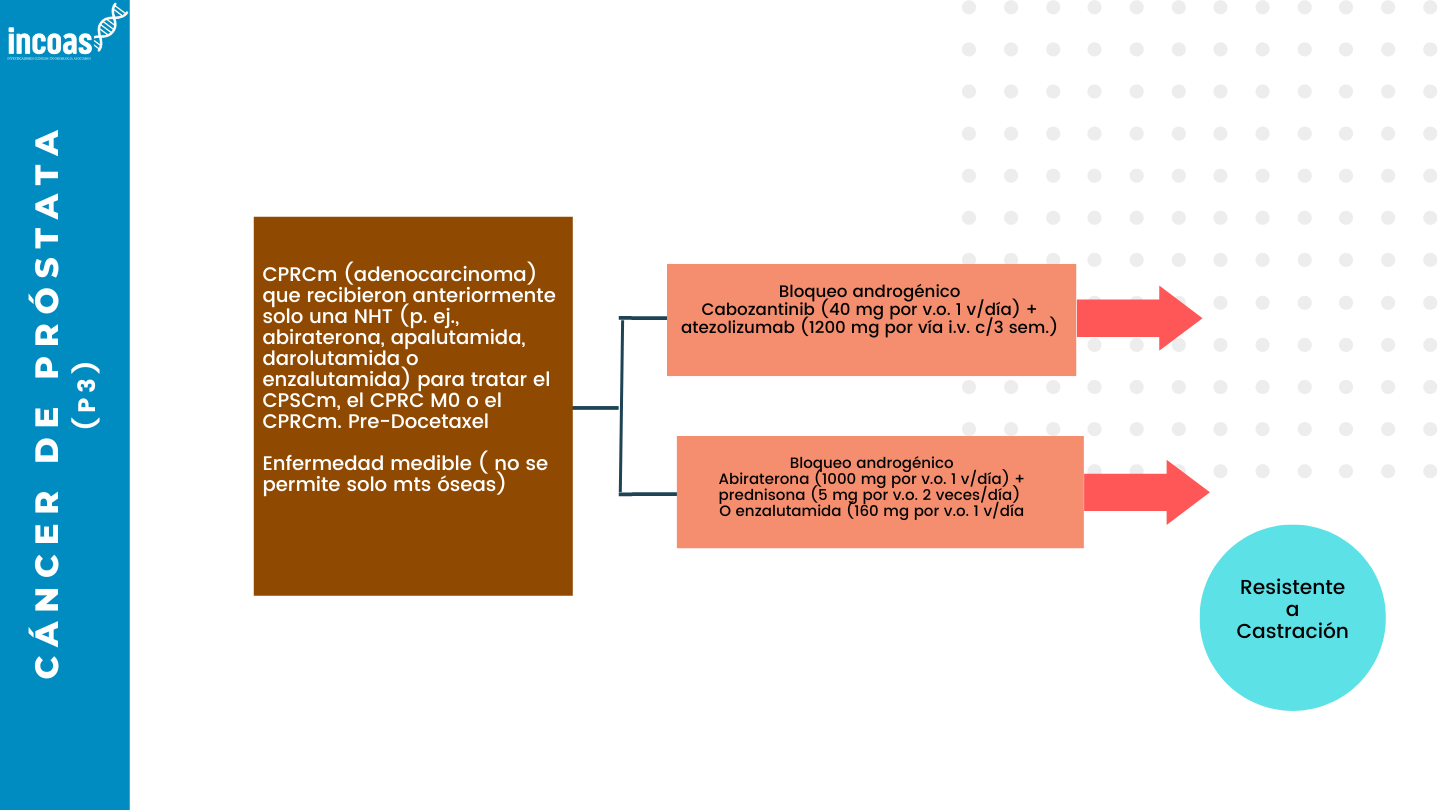 incoas
CÁNCER DE PRÓSTATA
(P3)
CPRCm (adenocarcinoma)
que recibieron anteriormente
solo una NHT (p. ej.,
abiraterona, apalutamida,
darolutamida o
enzalutamida) para tratar el
CPSCm, el CPRC M0 o el
CPRCm. Pre-Docetaxel
Enfermedad medible ( no se
permite solo mts óseas)
Bloqueo androgénico
Cabozantinib (40 mg por v.o. 1 v/día) +
atezolizumab (1200 mg por vía i.v. c/3 sem.)
Bloqueo androgénico
Abiraterona (1000 mg por v.o. 1 v/día) +
prednisona (5 mg por v.o. 2 veces/día)
O enzalutamida (160 mg por v.o. 1 v/día
Resistente
a
Castración